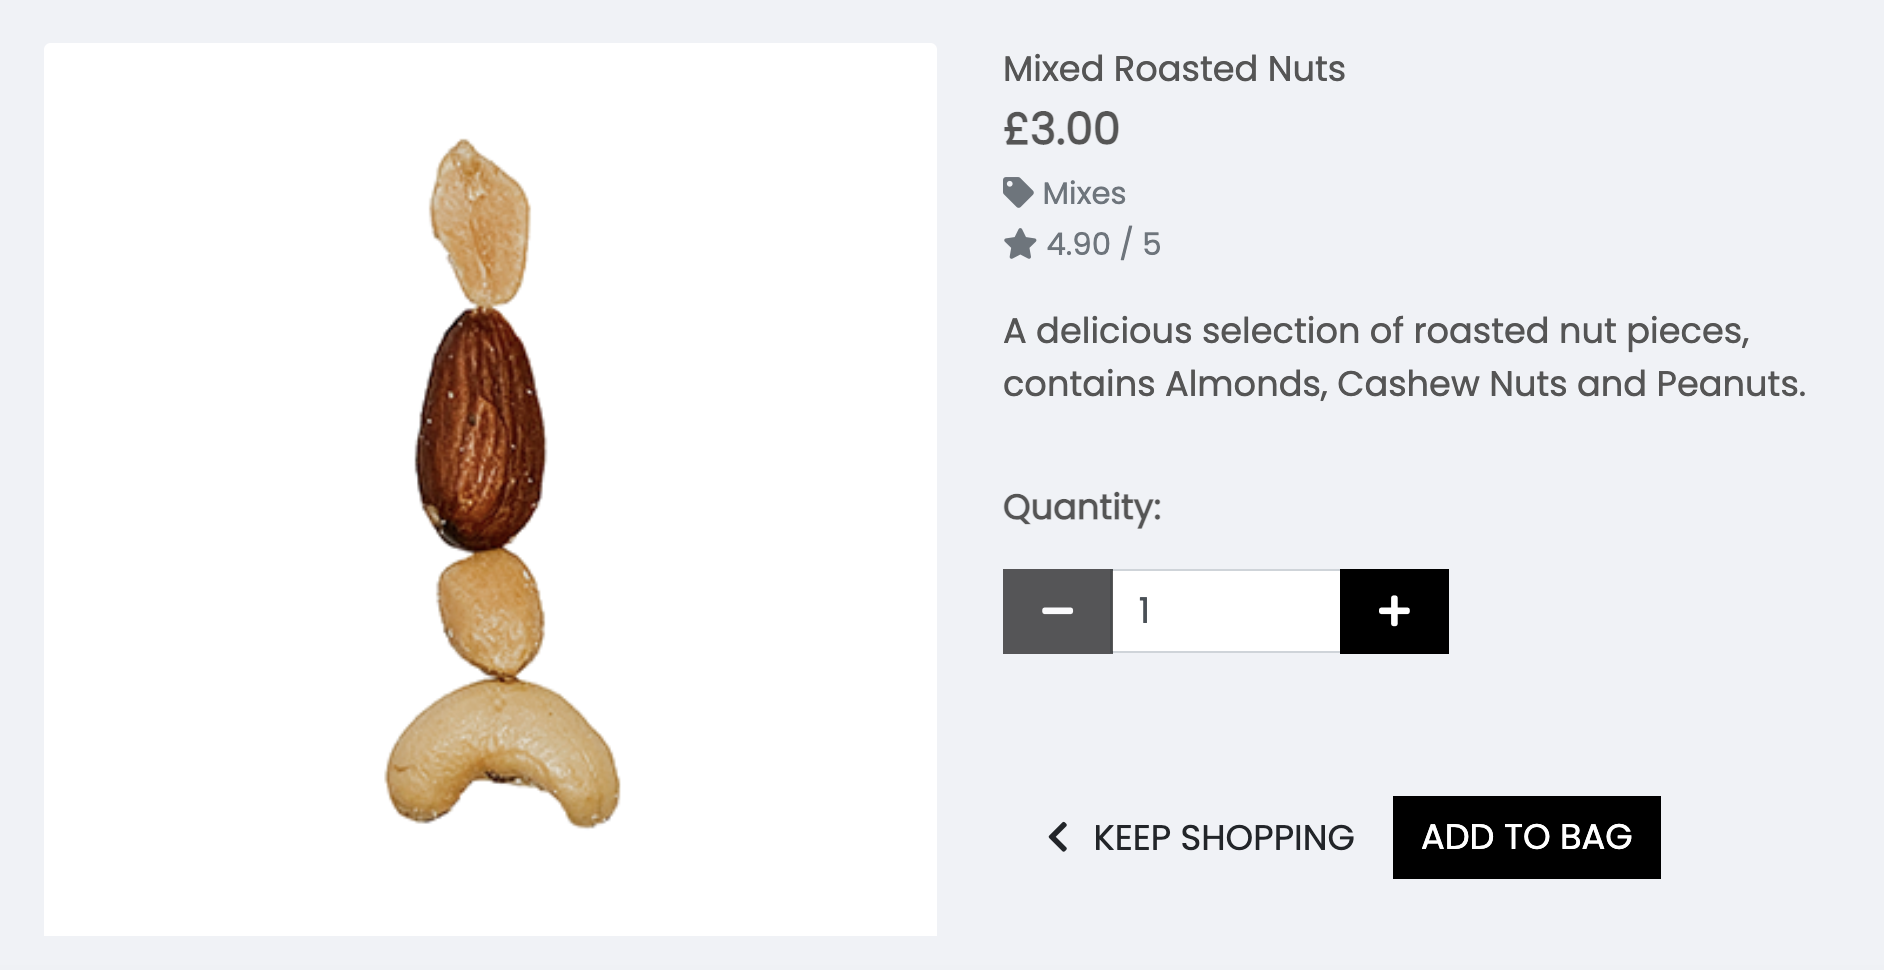 Mixed Roasted Nuts
£3.00
Mixes
4.90 / 5
A delicious selection of roasted nut pieces,
contains Almonds, Cashew Nuts and Peanuts.
Quantity:
1
KEEP SHOPPING
ADD TO BAG